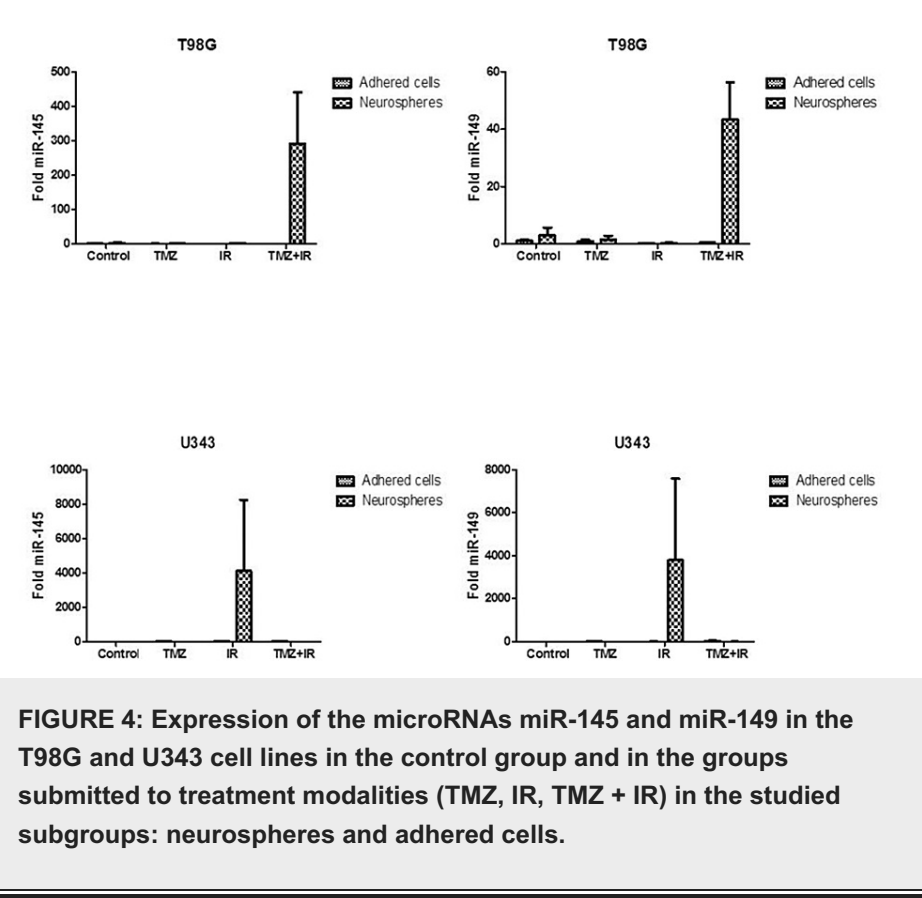 T98G
500
400
300
200
100
0
Fold miR-145
Control TMZ IR TMZ+IR
Adhered cells
Neurospheres
T98G
60
40
20
0
Fold miR-149
Control TMZ IR TMZ+IR
Adhered cells
Neurospheres
U343
10000
8000
6000
4000
2000
0
Fold miR-145
Control TMZ IR TMZ+IR
Adhered cells
Neurospheres
U343
8000
6000
4000
2000
0
Fold miR-149
Control TMZ IR TMZ+IR
Adhered cells
Neurospheres
FIGURE 4: Expression of the microRNAs miR-145 and miR-149 in the
T98G and U343 cell lines in the control group and in the groups
submitted to treatment modalities (TMZ, IR, TMZ + IR) in the studied
subgroups: neurospheres and adhered cells.